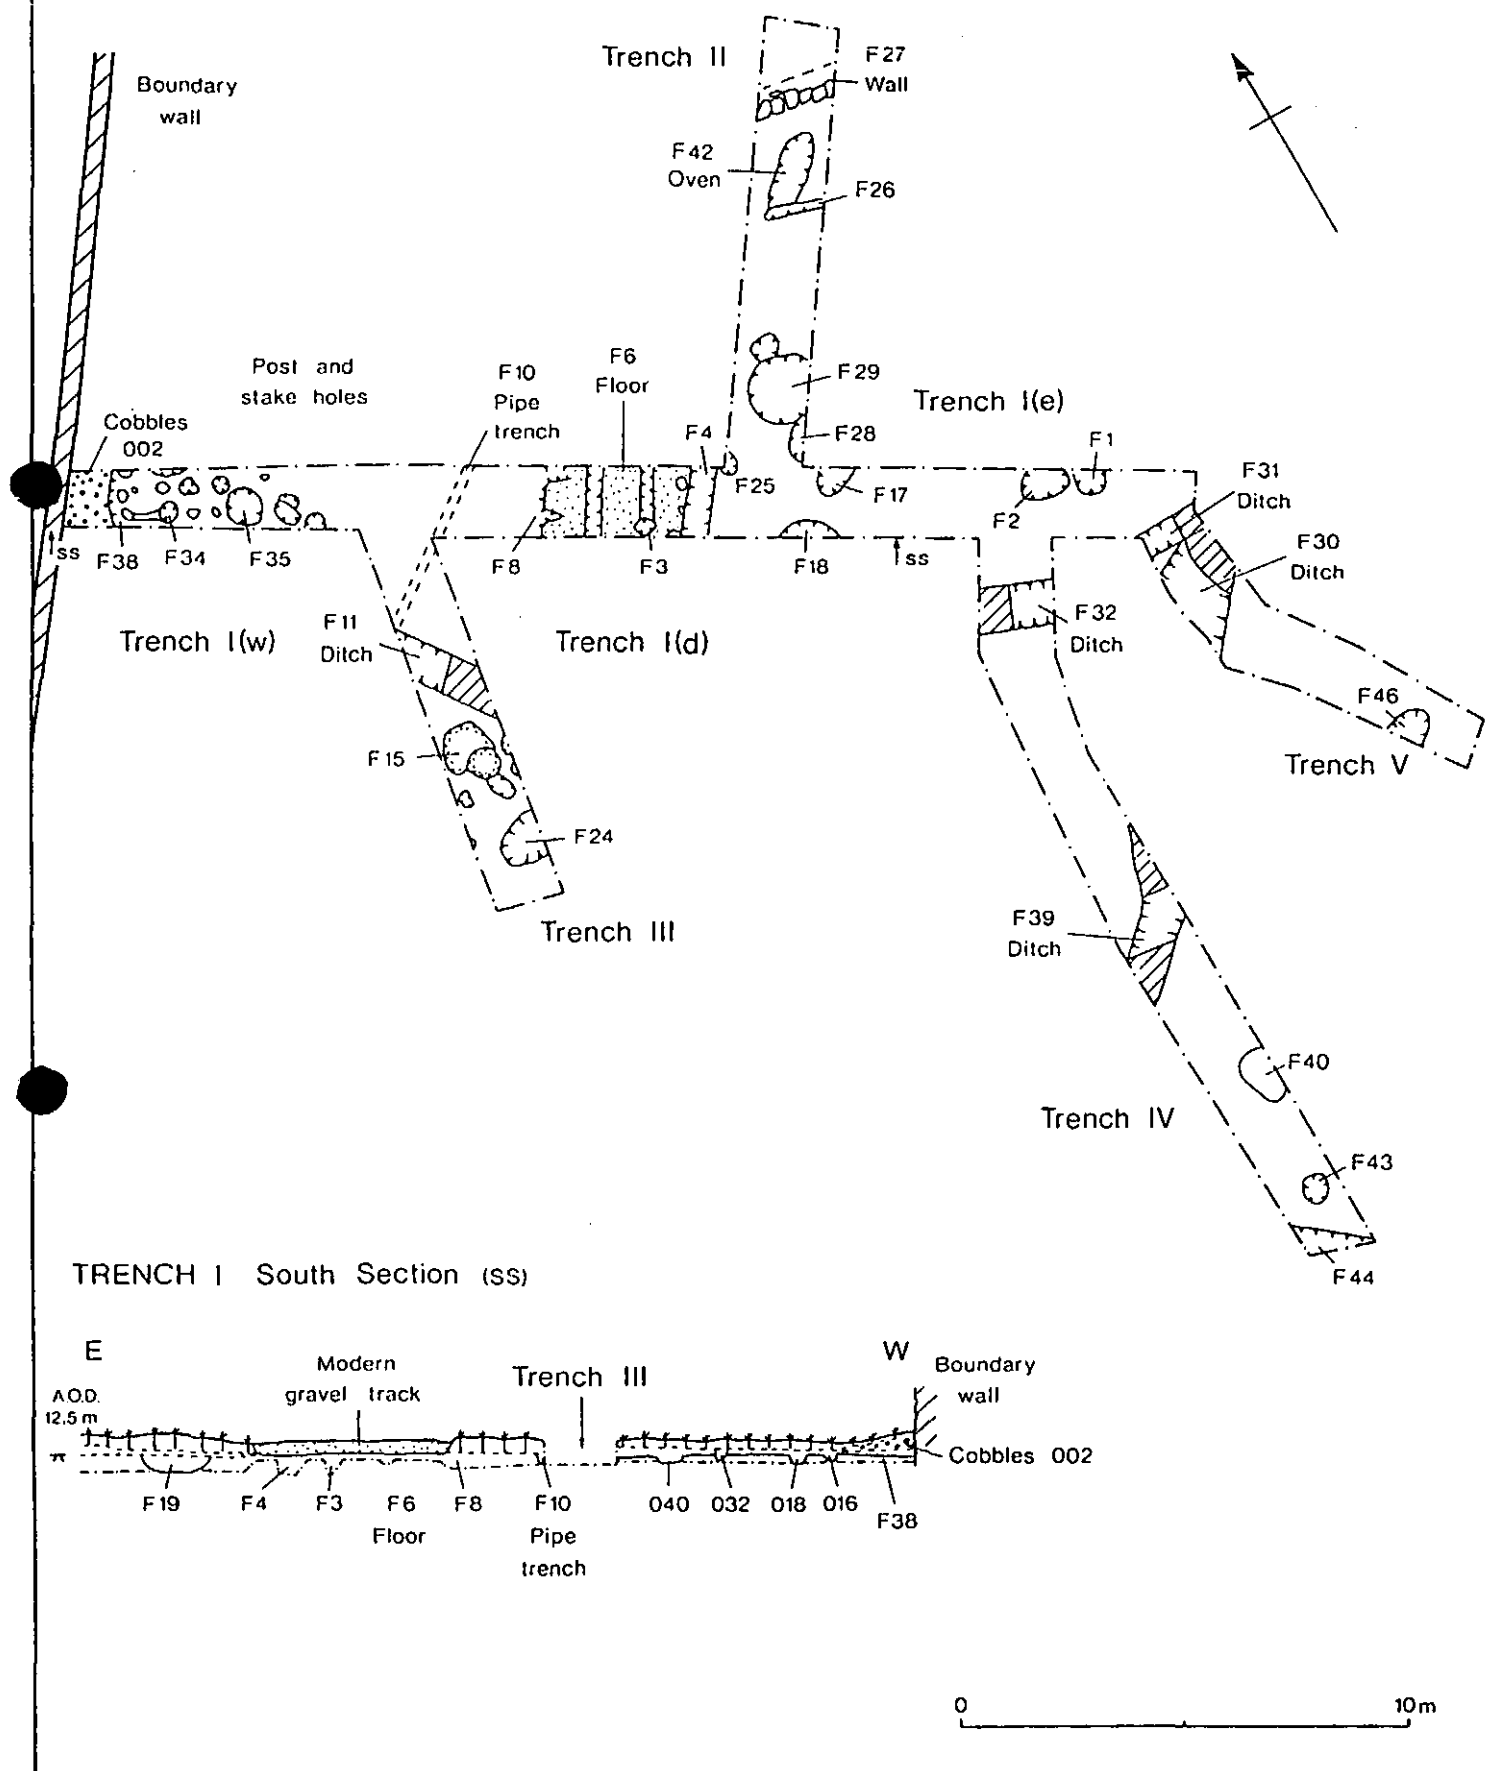 Trench II
F27
Wall
Boundary
wall
F42
Oven
F26
Post and
stake holes
F10
Pipe
trench
F6
Floor
F29
Trench I(e)
Cobbles
002
F4
F28
F1
F31
Ditch
F25
F17
F2
F30
Ditch
ss
F38
F34
F35
F8
F3
F18
ss
F11
Ditch
Trench I(w)
Trench I(d)
F32
Ditch
F46
F15
Trench V
F24
Trench III
F39
Ditch
F40
Trench IV
F43
F44
TRENCH 1 South Section (SS)
E
W
Modern
gravel track
Trench III
Boundary
wall
A.O.D.
12.5 m
Cobbles 002
F19
F4
F3
F6
Floor
F8
F10
Pipe
trench
040
032
018
016
F38
0
10m